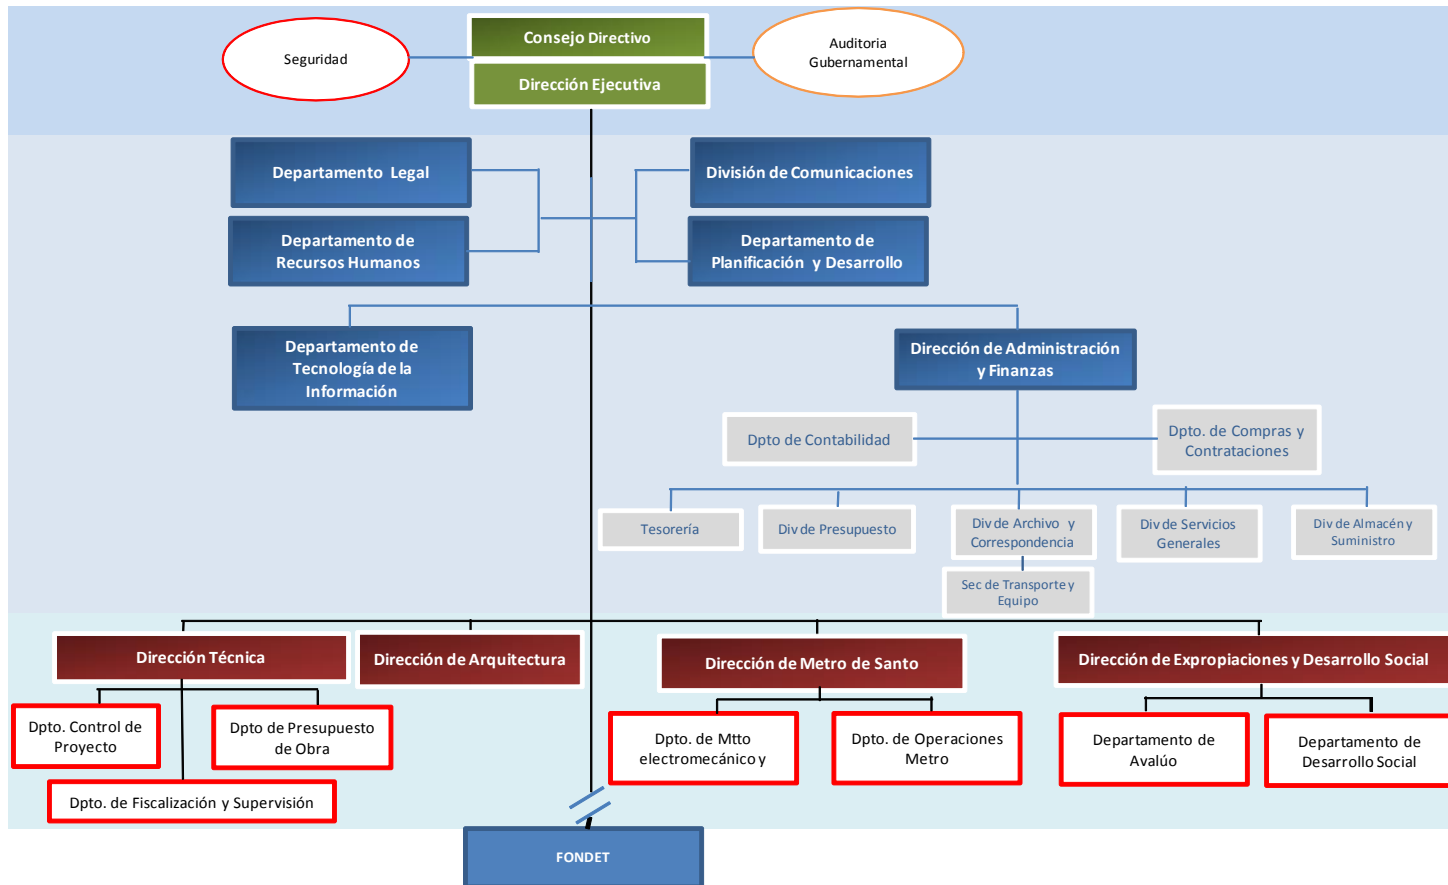 Consejo Directivo
Seguridad
Auditoria
Gubernamental
Dirección Ejecutiva
Departamento Legal
División de Comunicaciones
Departamento de
Recursos Humanos
Departamento de
Planificación y Desarrollo
Departamento de
Tecnología de la
Información
Dirección de Administración
y Finanzas
Dpto de Contabilidad
Dpto. de Compras y
Contrataciones
Tesorería
Div de Presupuesto
Div de Archivo y
Correspondencia
Div de Servicios
Generales
Div de Almacén y
Suministro
Sec de Transporte y
Equipo
Dirección Técnica
Dirección de Arquitectura
Dirección de Metro de Santo
Dirección de Expropiaciones y Desarrollo Social
Dpto. Control de
Proyecto
Dpto de Presupuesto
de Obra
Dpto. de Fiscalización y Supervisión
Dpto. de Mtto
electromecánico y
Dpto. de Operaciones
Metro
Departamento de
Avalúo
Departamento de
Desarrollo Social
FONDET